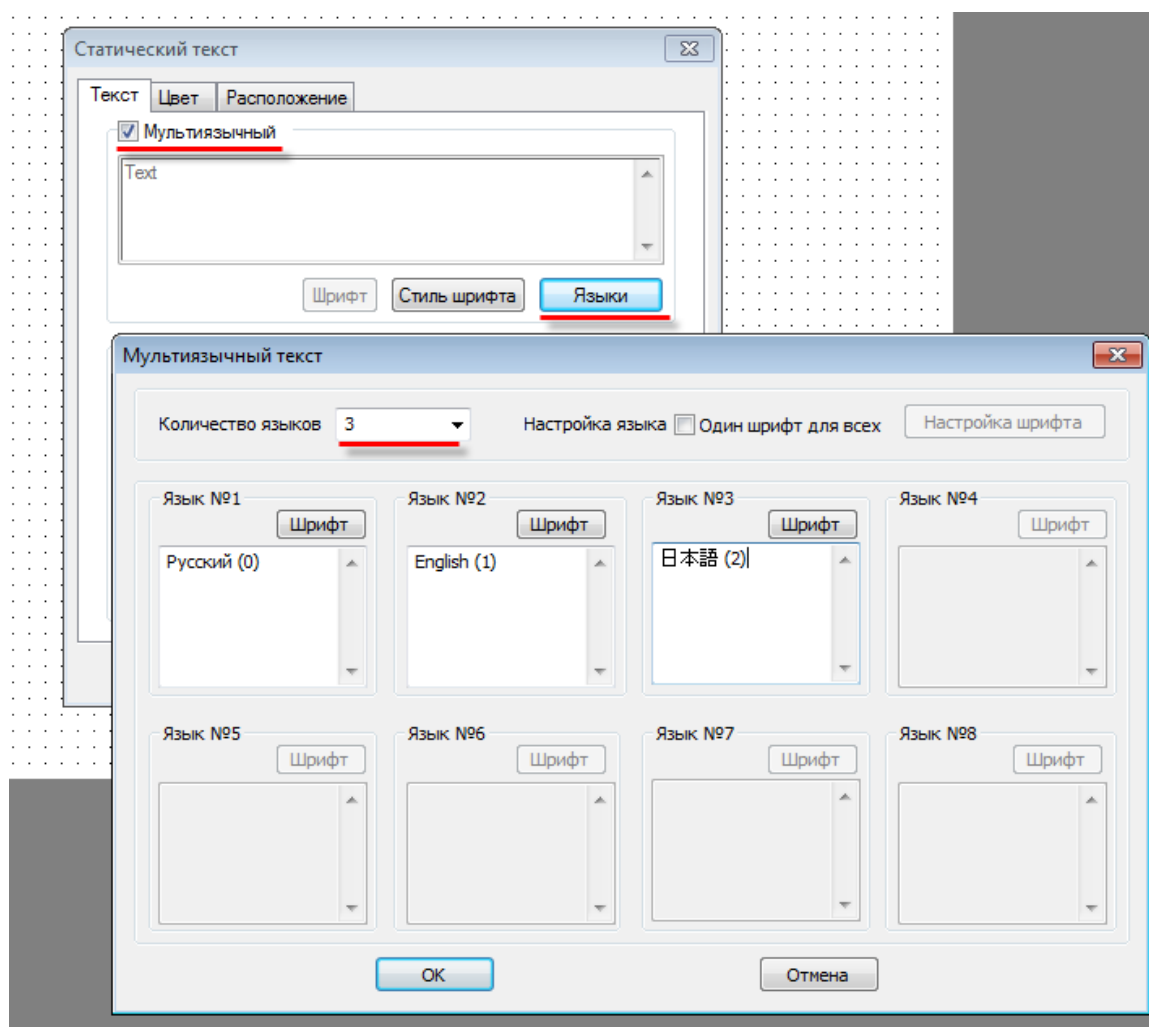 Статический текст
Текст Цвет Расположение
Мультиязычный
Text
Шрифт Стиль шрифта Языки
Мультиязычный текст
Количество языков 3 Настройка языка Один шрифт для всех Настройка шрифта
Язык №1 Язык №2 Язык №3 Язык №4
Шрифт Шрифт Шрифт Шрифт
Русский (0) English (1) 日本語 (2)
Язык №5 Язык №6 Язык №7 Язык №8
Шрифт Шрифт Шрифт Шрифт
OK Отмена